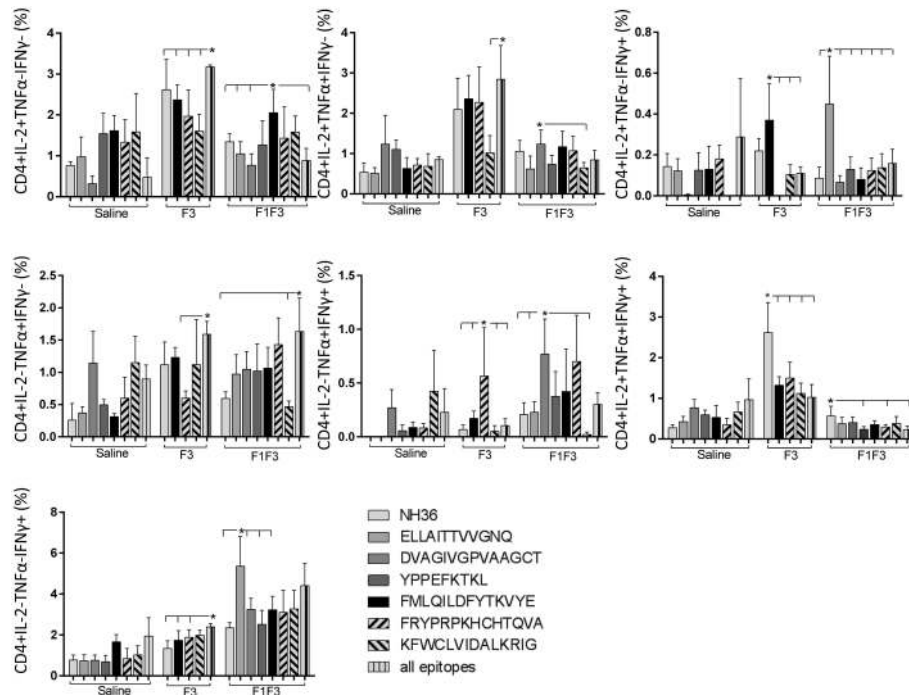 CD4+IL-2+TNFα-IFNγ- (%)
4
3
2
1
0
Saline
F3
F1F3
*
*
CD4+IL-2+TNFα+IFNγ- (%)
4
3
2
1
0
Saline
F3
F1F3
*
*
CD4+IL-2+TNFα-IFNγ+ (%)
0.8
0.6
0.4
0.2
0.0
Saline
F3
F1F3
*
*
CD4+IL-2-TNFα+IFNγ- (%)
2.5
2.0
1.5
1.0
0.5
0.0
Saline
F3
F1F3
*
*
CD4+IL-2-TNFα+IFNγ+ (%)
1.5
1.0
0.5
0.0
Saline
F3
F1F3
*
*
CD4+IL-2+TNFα+IFNγ+ (%)
4
3
2
1
0
Saline
F3
F1F3
*
*
CD4+IL-2-TNFα-IFNγ+ (%)
8
6
4
2
0
Saline
F3
F1F3
*
*
NH36
ELLAITTVVGNQ
DVAGIVGPVAAGCT
YPPEFKTKL
FMLQILDFYTKVYE
FRYPRPKHCHTQVA
KFWCLVIDALKRIG
all epitopes